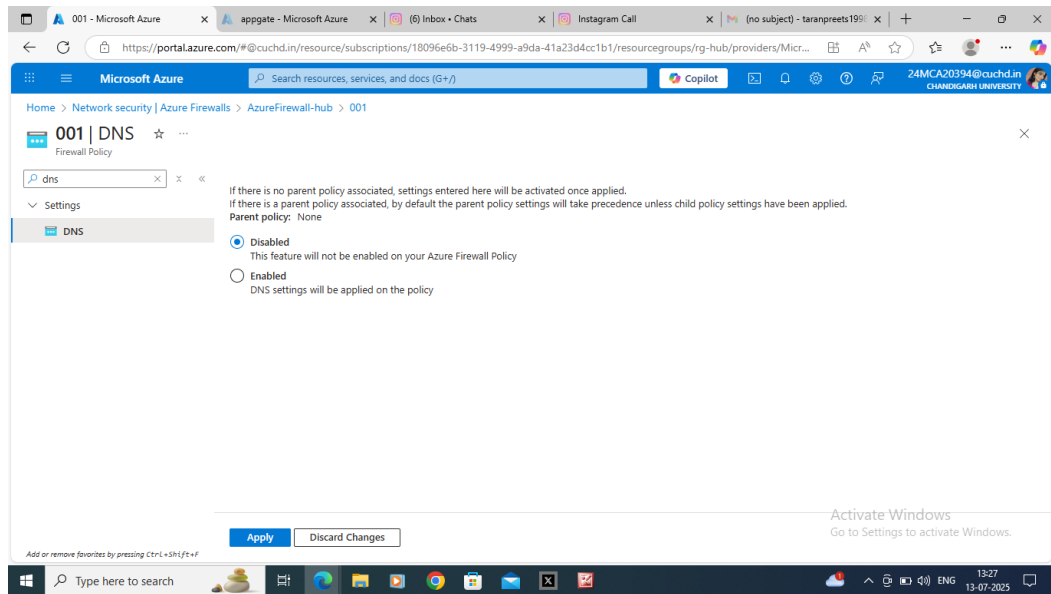 001 - Microsoft Azure
appgate - Microsoft Azure
(6) Inbox • Chats
Instagram Call
(no subject) - taranpreets199
https://portal.azure.com/#@cuchd.in/resource/subscriptions/18096e6b-3119-4999-a9da-41a23d4cc1b1/resourcegroups/rg-hub/providers/Micr...
Microsoft Azure
Search resources, services, and docs (G+/)
Copilot
24MCA20394@cuchd.in
CHANDIGARH UNIVERSITY
Home > Network security | Azure Firewalls > AzureFirewall-hub > 001
001 | DNS
Firewall Policy
dns
Settings
DNS
If there is no parent policy associated, settings entered here will be activated once applied.
If there is a parent policy associated, by default the parent policy settings will take precedence unless child policy settings have been applied.
Parent policy: None
Disabled
This feature will not be enabled on your Azure Firewall Policy
Enabled
DNS settings will be applied on the policy
Apply
Discard Changes
Add or remove favorites by pressing Ctrl+Shift+F
Activate Windows
Go to Settings to activate Windows.
Type here to search
ENG
13:27
13-07-2025